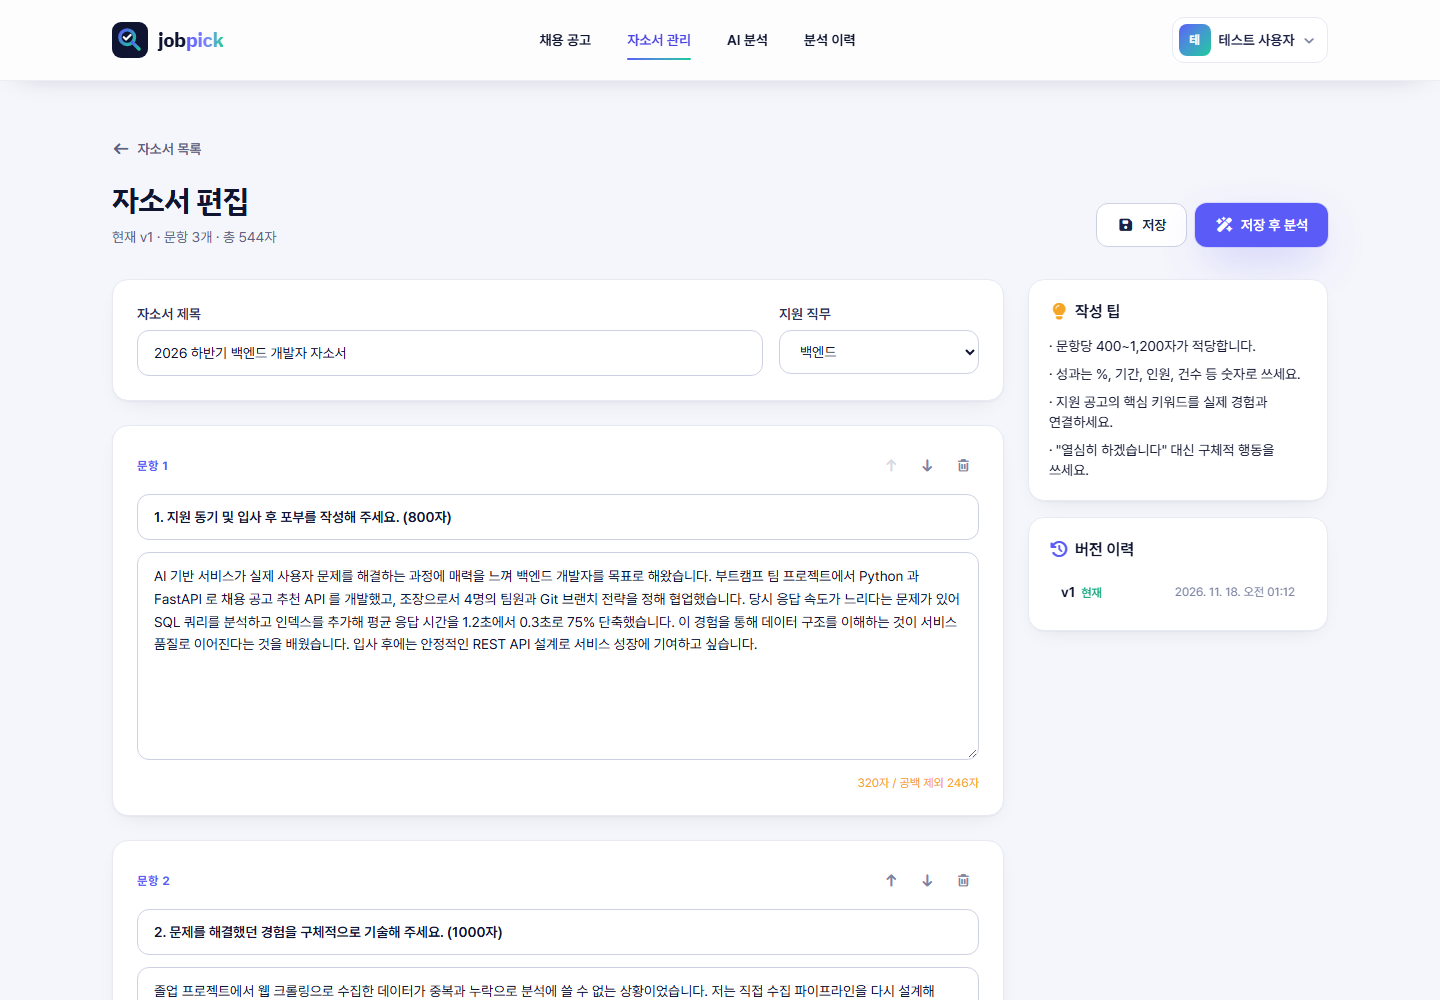 jobpick
채용 공고
자소서 관리
AI 분석
분석 이력
테
테스트 사용자
자소서 목록
자소서 편집
현재 v1 · 문항 3개 · 총 544자
저장
저장 후 분석
자소서 제목
지원 직무
2026 하반기 백엔드 개발자 자소서
백엔드
문항 1
1. 지원 동기 및 입사 후 포부를 작성해 주세요. (800자)
AI 기반 서비스가 실제 사용자 문제를 해결하는 과정에 매력을 느껴 백엔드 개발자를 목표로 해왔습니다. 부트캠프 팀 프로젝트에서 Python 과
FastAPI 로 채용 공고 추천 API 를 개발했고, 조장으로서 4명의 팀원과 Git 브랜치 전략을 정해 협업했습니다. 당시 응답 속도가 느리다는 문제가 있어
SQL 쿼리를 분석하고 인덱스를 추가해 평균 응답 시간을 1.2초에서 0.3초로 75% 단축했습니다. 이 경험을 통해 데이터 구조를 이해하는 것이 서비스
품질로 이어진다는 것을 배웠습니다. 입사 후에는 안정적인 REST API 설계로 서비스 성장에 기여하고 싶습니다.
320자 / 공백 제외 246자
문항 2
2. 문제를 해결했던 경험을 구체적으로 기술해 주세요. (1000자)
졸업 프로젝트에서 웹 크롤링으로 수집한 데이터가 중복과 누락으로 분석에 쓸 수 없는 상황이었습니다. 저는 직접 수집 파이프라인을 다시 설계해
작성 팁
· 문항당 400~1,200자가 적당합니다.
· 성과는 %, 기간, 인원, 건수 등 숫자로 쓰세요.
· 지원 공고의 핵심 키워드를 실제 경험과
연결하세요.
· "열심히 하겠습니다" 대신 구체적 행동을
쓰세요.
버전 이력
v1 현재
2026. 11. 18. 오전 01:12